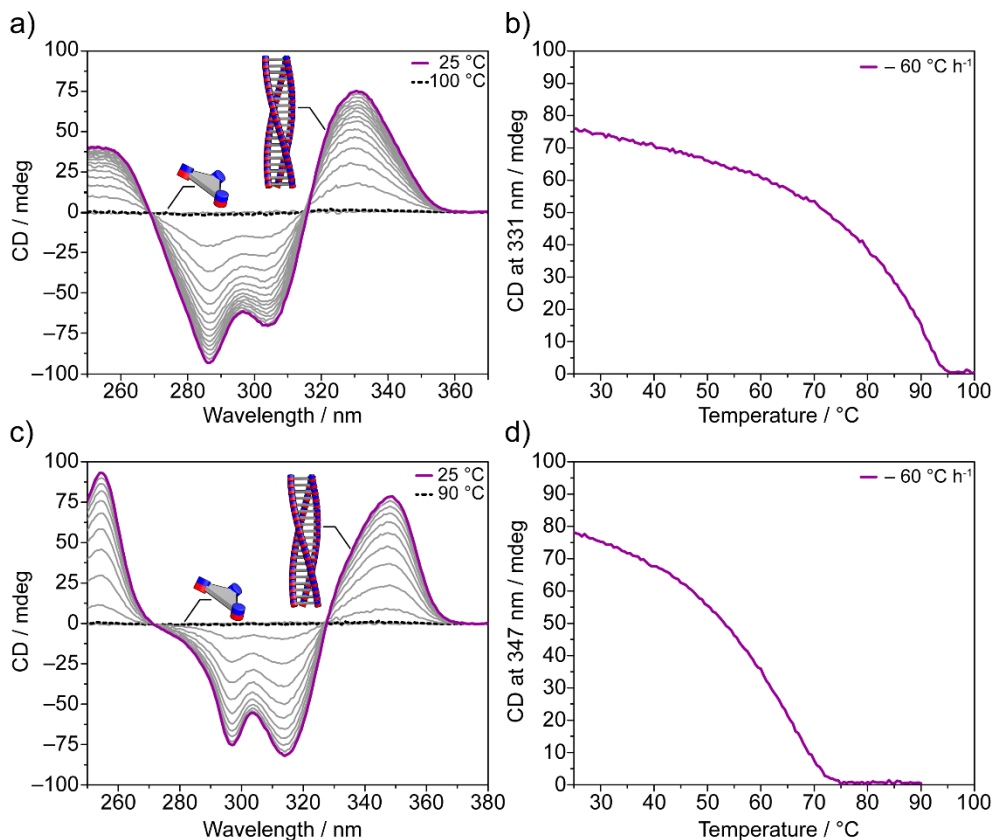 a)
CD / mdeg
100
75
50
25
0
−25
−50
−75
−100
260 280 300 320 340 360
Wavelength / nm
25 °C
100 °C
b)
CD at 331 nm / mdeg
100
90
80
70
60
50
40
30
20
10
0
30 40 50 60 70 80 90 100
Temperature / °C
– 60 °C h⁻¹
c)
CD / mdeg
100
75
50
25
0
−25
−50
−75
−100
260 280 300 320 340 360 380
Wavelength / nm
25 °C
90 °C
d)
CD at 347 nm / mdeg
100
90
80
70
60
50
40
30
20
10
0
30 40 50 60 70 80 90 100
Temperature / °C
– 60 °C h⁻¹